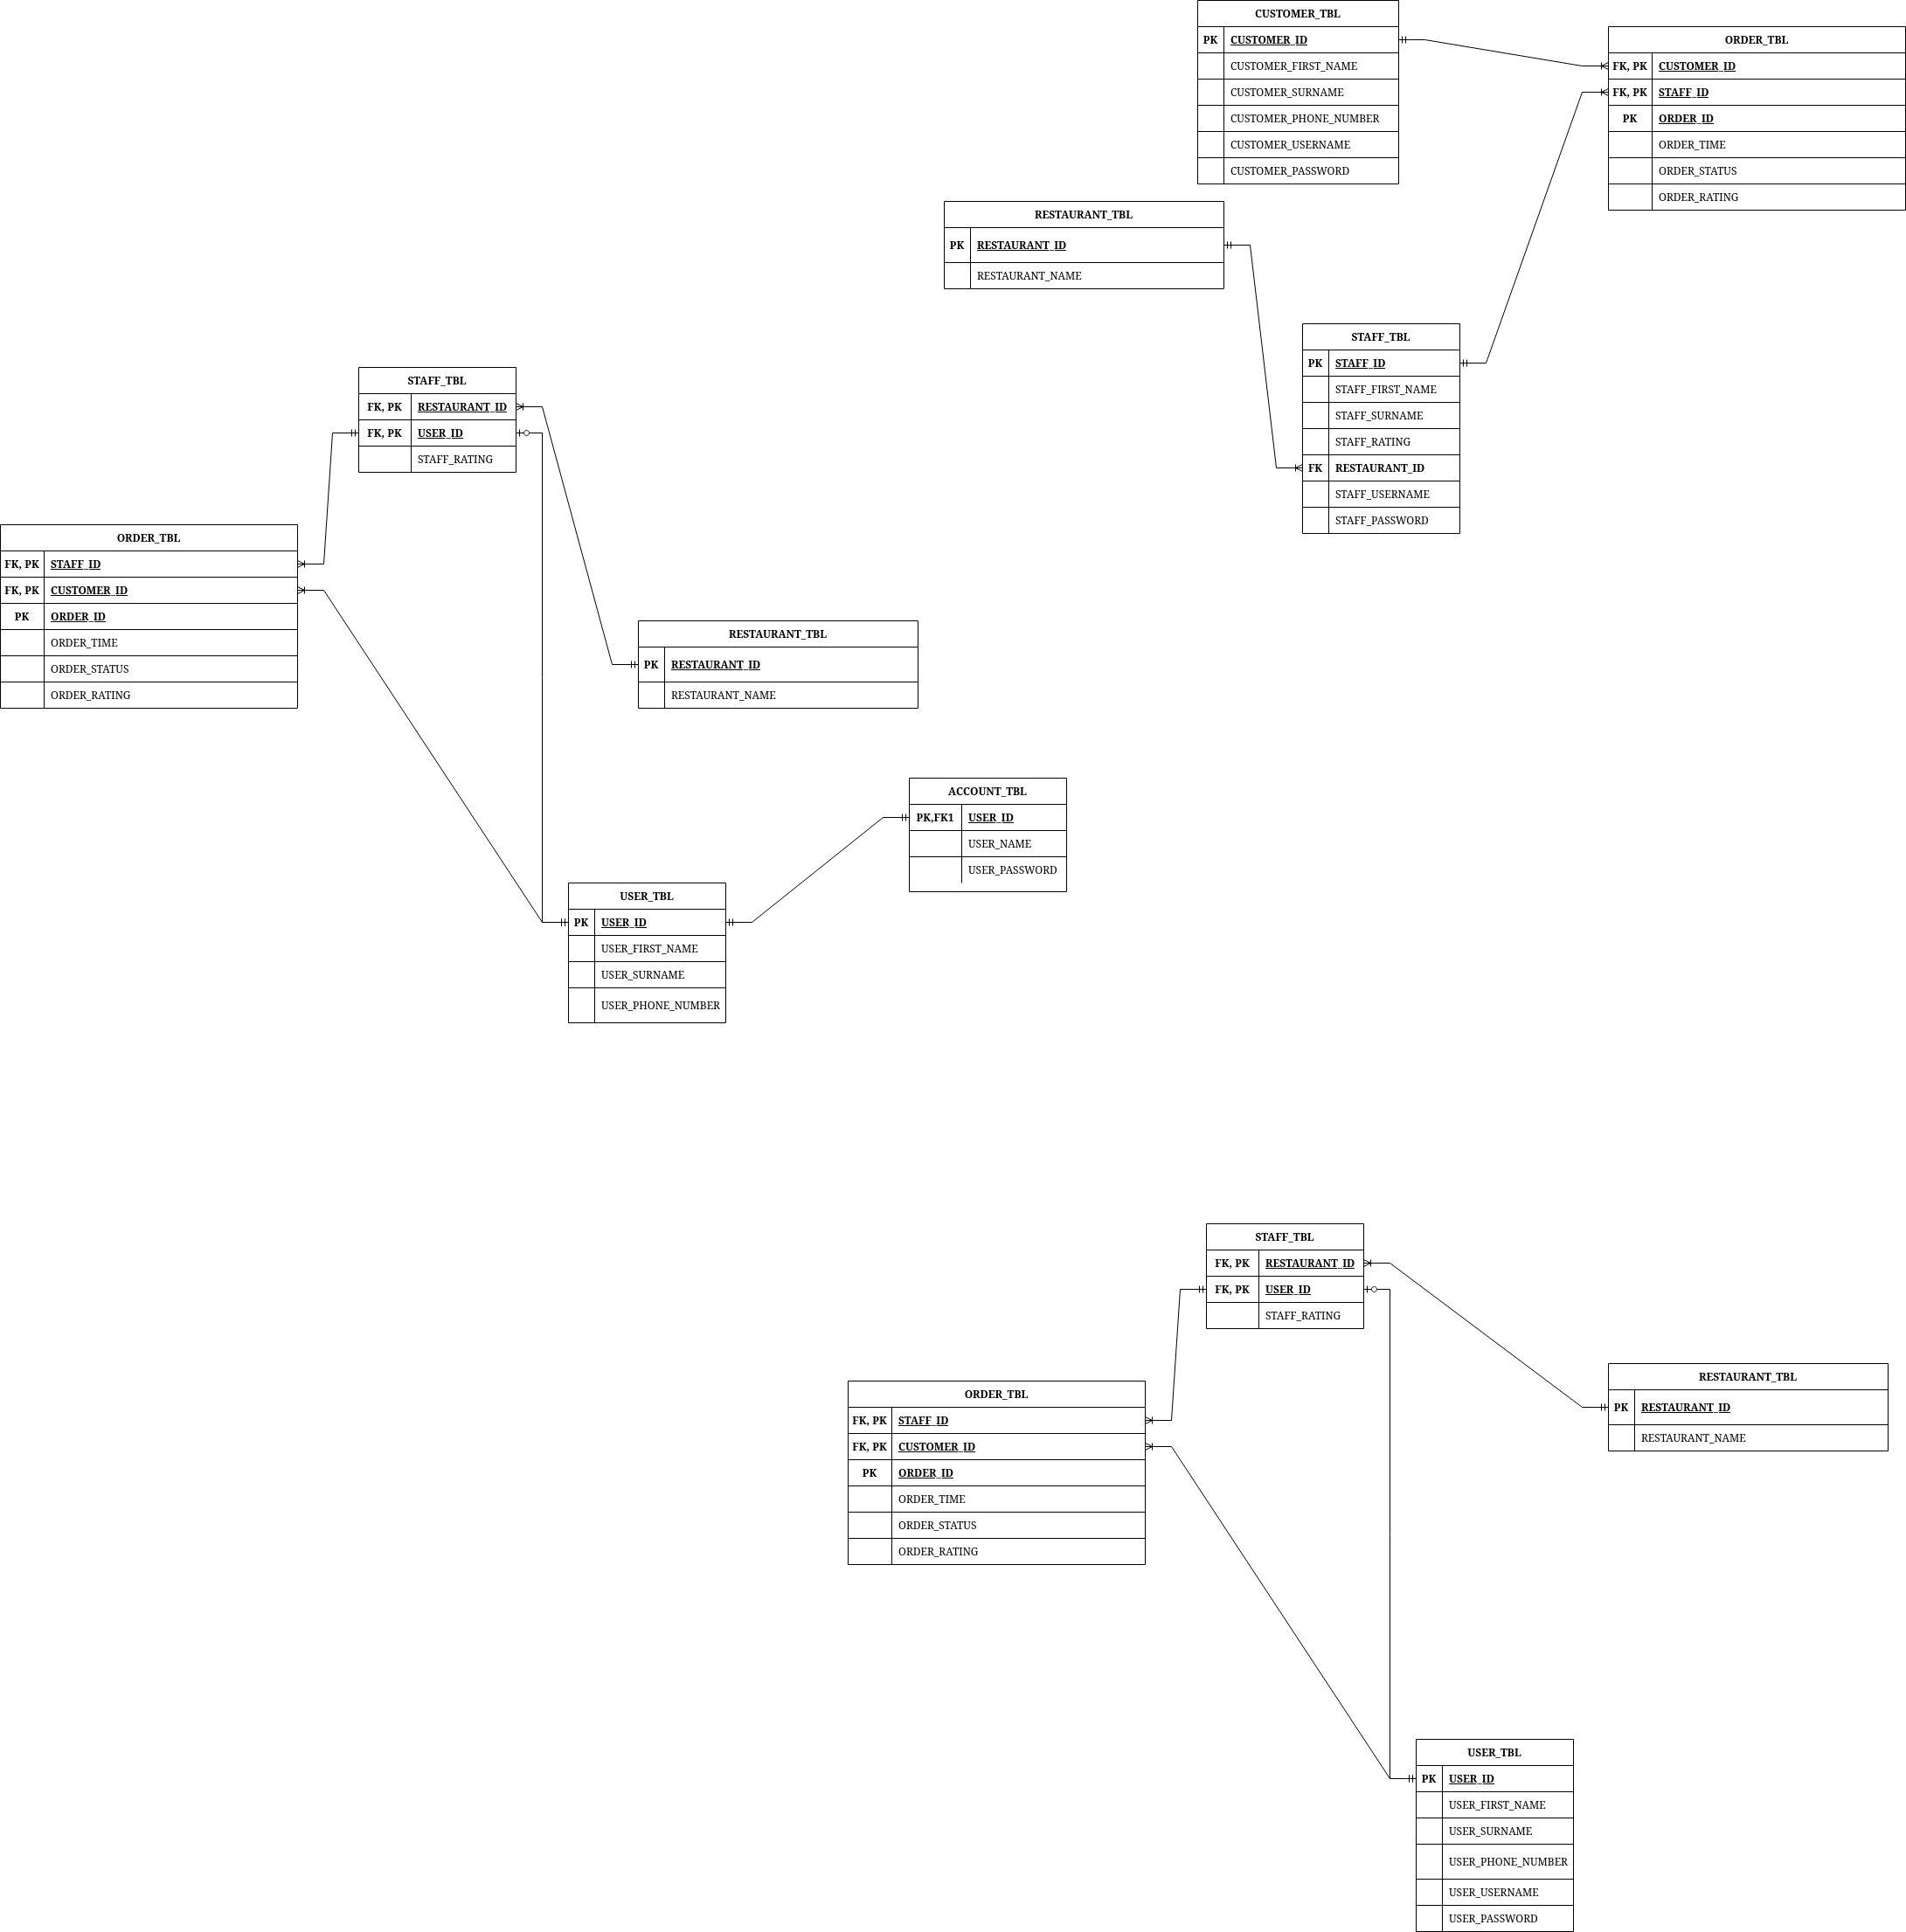 CUSTOMER_TBL
PK CUSTOMER_ID
CUSTOMER_FIRST_NAME
CUSTOMER_SURNAME
CUSTOMER_PHONE_NUMBER
CUSTOMER_USERNAME
CUSTOMER_PASSWORD
ORDER_TBL
FK, PK CUSTOMER_ID
FK, PK STAFF_ID
PK ORDER_ID
ORDER_TIME
ORDER_STATUS
ORDER_RATING
RESTAURANT_TBL
PK RESTAURANT_ID
RESTAURANT_NAME
STAFF_TBL
PK STAFF_ID
STAFF_FIRST_NAME
STAFF_SURNAME
STAFF_RATING
FK RESTAURANT_ID
STAFF_USERNAME
STAFF_PASSWORD
STAFF_TBL
FK, PK RESTAURANT_ID
FK, PK USER_ID
STAFF_RATING
ORDER_TBL
FK, PK STAFF_ID
FK, PK CUSTOMER_ID
PK ORDER_ID
ORDER_TIME
ORDER_STATUS
ORDER_RATING
RESTAURANT_TBL
PK RESTAURANT_ID
RESTAURANT_NAME
ACCOUNT_TBL
PK,FK1 USER_ID
USER_NAME
USER_PASSWORD
USER_TBL
PK USER_ID
USER_FIRST_NAME
USER_SURNAME
USER_PHONE_NUMBER
STAFF_TBL
FK, PK RESTAURANT_ID
FK, PK USER_ID
STAFF_RATING
RESTAURANT_TBL
PK RESTAURANT_ID
RESTAURANT_NAME
ORDER_TBL
FK, PK STAFF_ID
FK, PK CUSTOMER_ID
PK ORDER_ID
ORDER_TIME
ORDER_STATUS
ORDER_RATING
USER_TBL
PK USER_ID
USER_FIRST_NAME
USER_SURNAME
USER_PHONE_NUMBER
USER_USERNAME
USER_PASSWORD